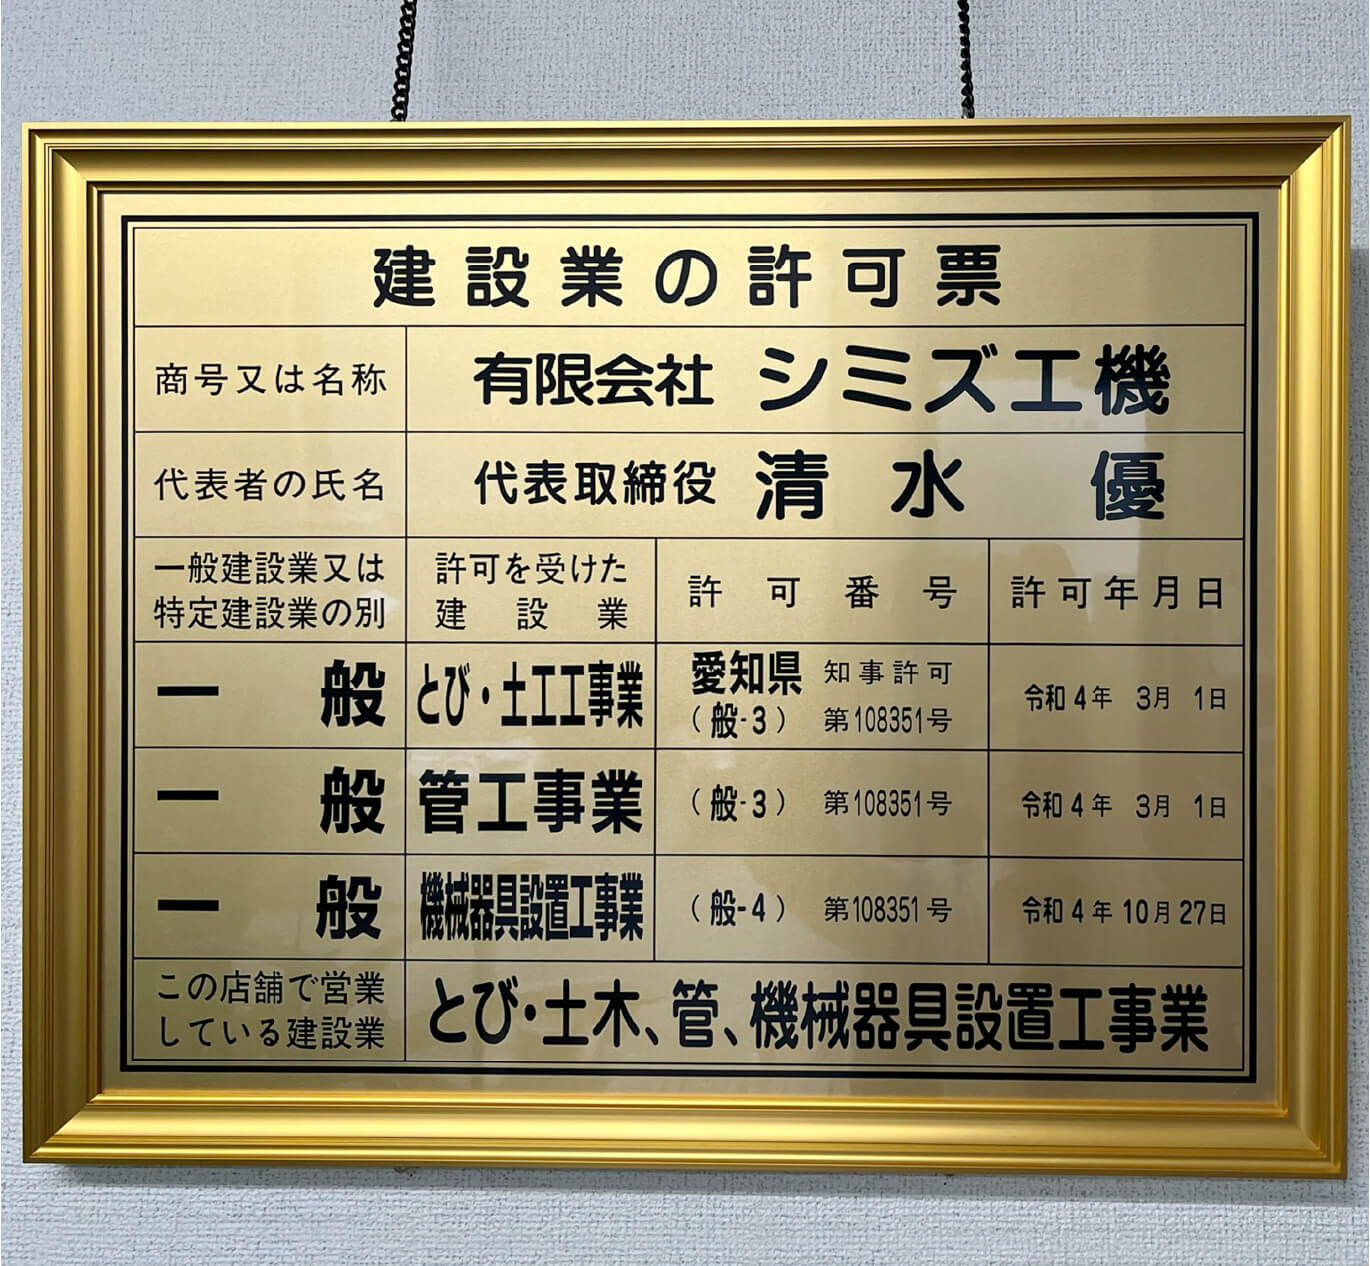 建設業の許可票
商号又は名称 有限会社 シミズ工機
代表者の氏名 代表取締役 清水 優
一般建設業又は
特定建設業の別
許可を受けた
建設業
許可番号
許可年月日
一般 とび・土工工事業
愛知県 知事許可
(般-3) 第108351号
令和4年 3月 1日
一般 管工事業 (般-3) 第108351号 令和4年 3月 1日
一般 機械器具設置工事業 (般-4) 第108351号 令和4年10月27日
この店舗で営業
している建設業
とび・土木、管、機械器具設置工事業